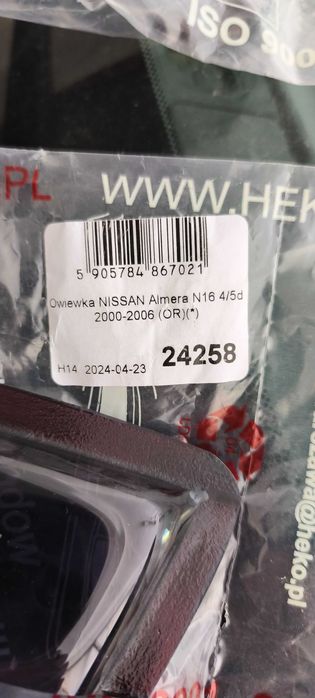 ISO 900
.PL WWW.HEK
5 905784 867021
Owiewka NISSAN Almera N16 4/5d
2000-2006 (OR)(*)
H14 2024-04-23 24258
@heko.pl